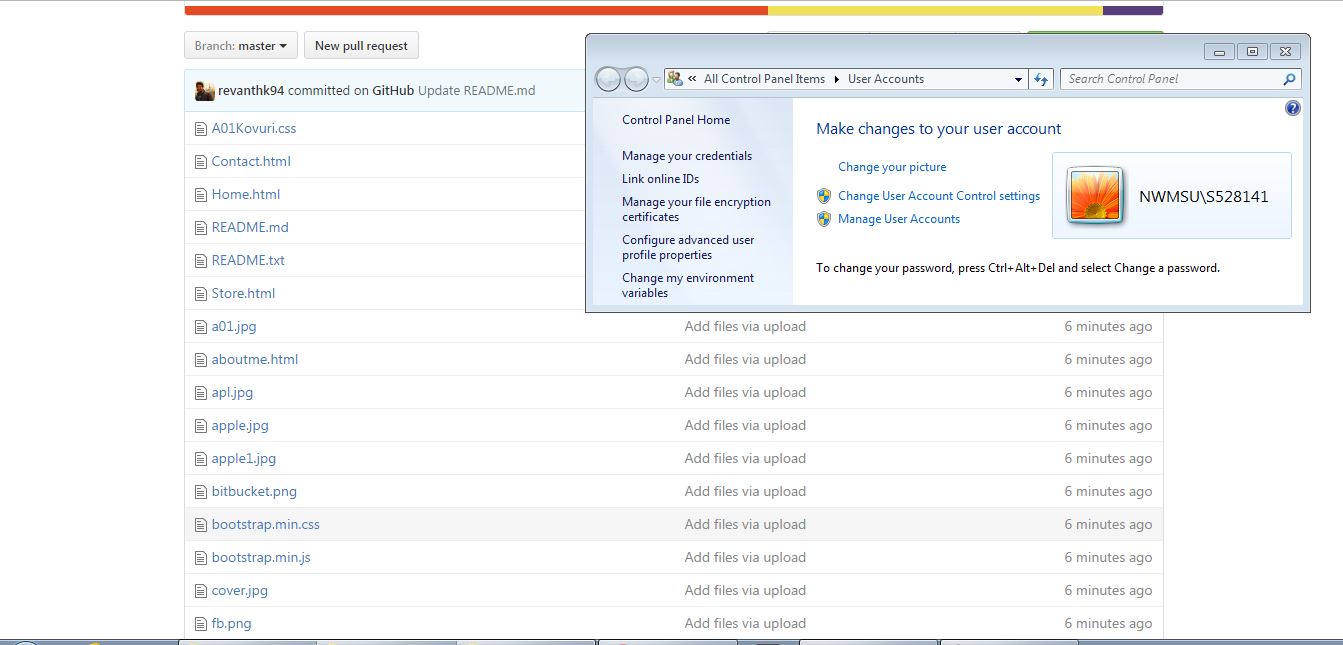 Branch: master
New pull request
revanthk94 committed on GitHub Update README.md
A01Kovuri.css
Contact.html
Home.html
README.md
README.txt
Store.html
a01.jpg Add files via upload 6 minutes ago
aboutme.html Add files via upload 6 minutes ago
apl.jpg Add files via upload 6 minutes ago
apple.jpg Add files via upload 6 minutes ago
apple1.jpg Add files via upload 6 minutes ago
bitbucket.png Add files via upload 6 minutes ago
bootstrap.min.css Add files via upload 6 minutes ago
bootstrap.min.js Add files via upload 6 minutes ago
cover.jpg Add files via upload 6 minutes ago
fb.png Add files via upload 6 minutes ago
« All Control Panel Items User Accounts
Search Control Panel
Control Panel Home
Manage your credentials
Link online IDs
Manage your file encryption
certificates
Configure advanced user
profile properties
Change my environment
variables
Make changes to your user account
Change your picture
Change User Account Control settings
Manage User Accounts
NWMSU\S528141
To change your password, press Ctrl+Alt+Del and select Change a password.